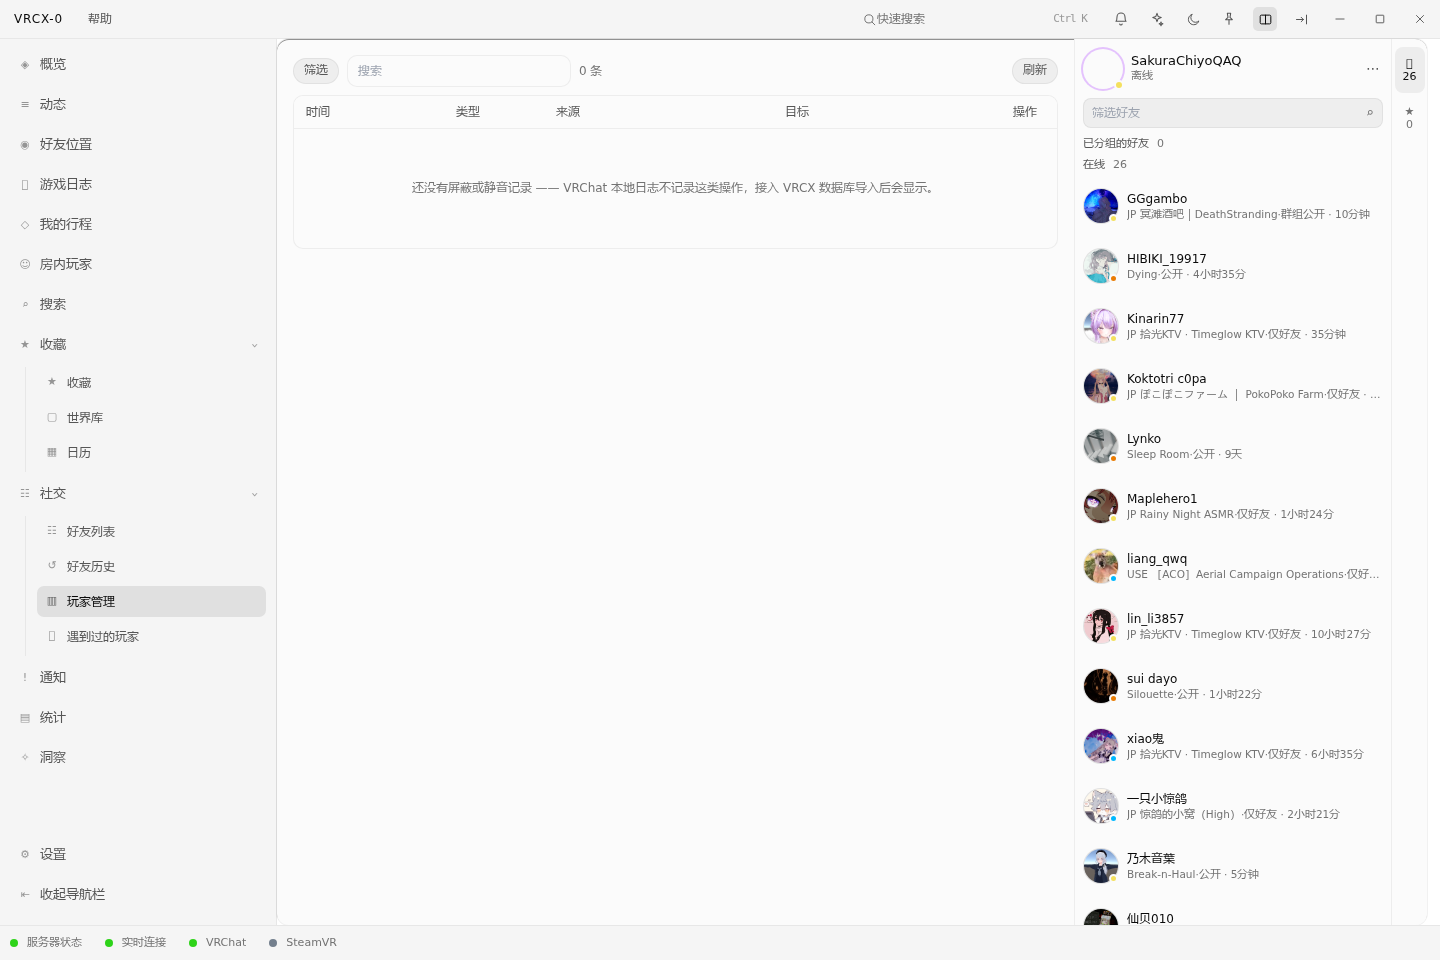 VRCX-0
帮助
快速搜索
Ctrl K
概览
动态
好友位置
游戏日志
我的行程
房内玩家
搜索
收藏
收藏
世界库
日历
社交
好友列表
好友历史
玩家管理
遇到过的玩家
通知
统计
洞察
设置
收起导航栏
筛选
搜索
0 条
刷新
时间 类型 来源 目标 操作
还没有屏蔽或静音记录 —— VRChat 本地日志不记录这类操作，接入 VRCX 数据库导入后会显示。
SakuraChiyoQAQ
离线
筛选好友
已分组的好友 0
在线 26
GGgambo
JP 冥滩酒吧 | DeathStranding·群组公开 · 10分钟
HIBIKI_19917
Dying·公开 · 4小时35分
Kinarin77
JP 拾光KTV · Timeglow KTV·仅好友 · 35分钟
Koktotri c0pa
JP ぽこぽこファーム ｜ PokoPoko Farm·仅好友 · ...
Lynko
Sleep Room·公开 · 9天
Maplehero1
JP Rainy Night ASMR·仅好友 · 1小时24分
liang_qwq
USE ［ACO］Aerial Campaign Operations·仅好...
lin_li3857
JP 拾光KTV · Timeglow KTV·仅好友 · 10小时27分
sui dayo
Silouette·公开 · 1小时22分
xiao鬼
JP 拾光KTV · Timeglow KTV·仅好友 · 6小时35分
一只小惊鸽
JP 惊鸽的小窝（High）·仅好友 · 2小时21分
乃木音葉
Break-n-Haul·公开 · 5分钟
仙贝010
26
0
服务器状态
实时连接
VRChat
SteamVR